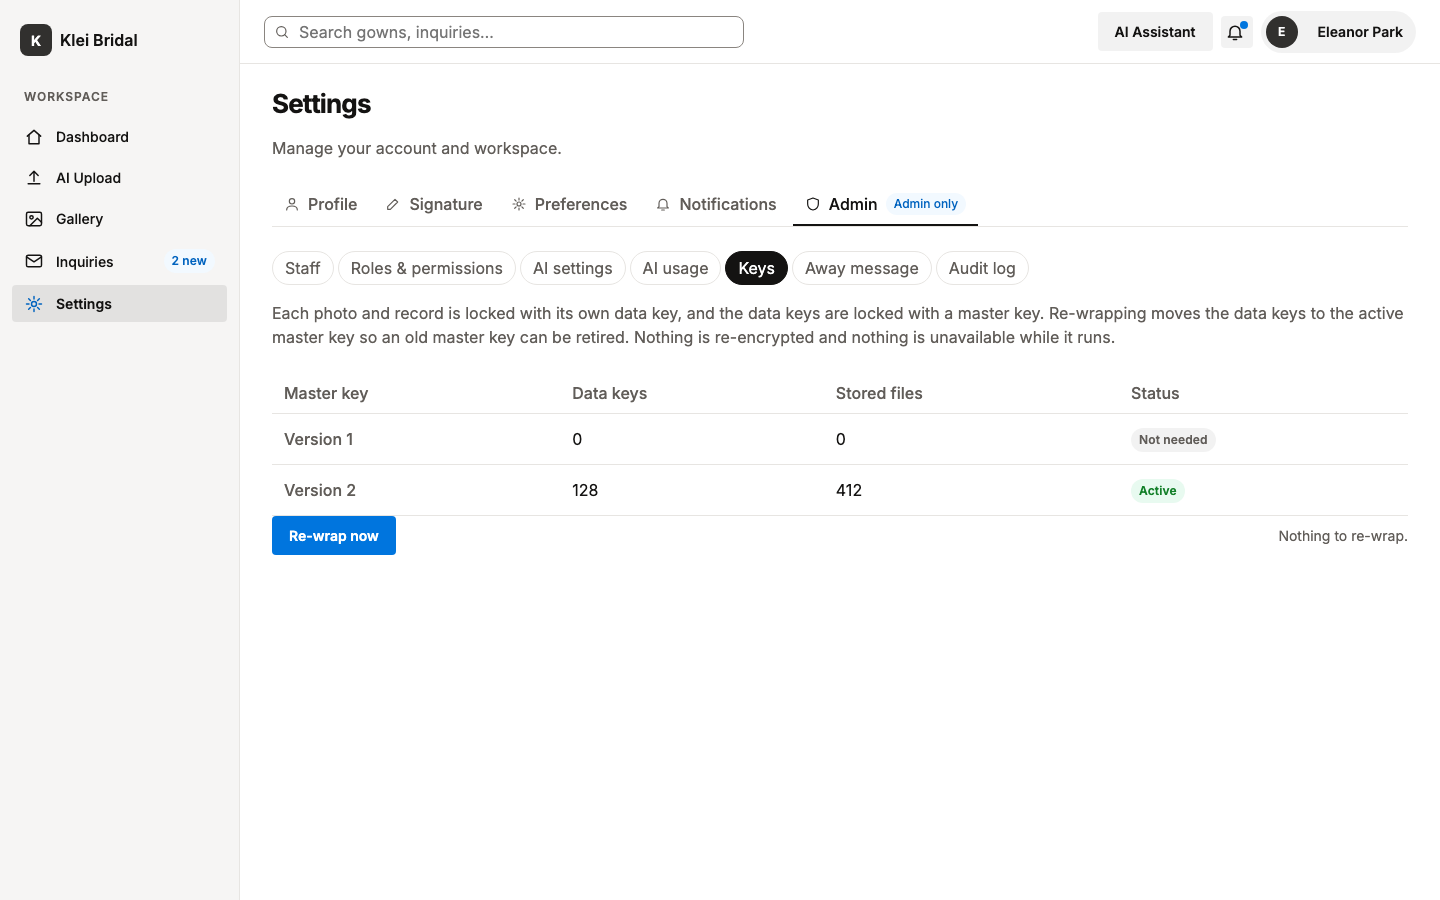 K Klei Bridal
Search gowns, inquiries...
AI Assistant
E Eleanor Park
WORKSPACE
Dashboard
AI Upload
Gallery
Inquiries 2 new
Settings
Settings
Manage your account and workspace.
Profile Signature Preferences Notifications Admin Admin only
Staff Roles & permissions AI settings AI usage Keys Away message Audit log
Each photo and record is locked with its own data key, and the data keys are locked with a master key. Re-wrapping moves the data keys to the active
master key so an old master key can be retired. Nothing is re-encrypted and nothing is unavailable while it runs.
Master key Data keys Stored files Status
Version 1 0 0 Not needed
Version 2 128 412 Active
Re-wrap now Nothing to re-wrap.